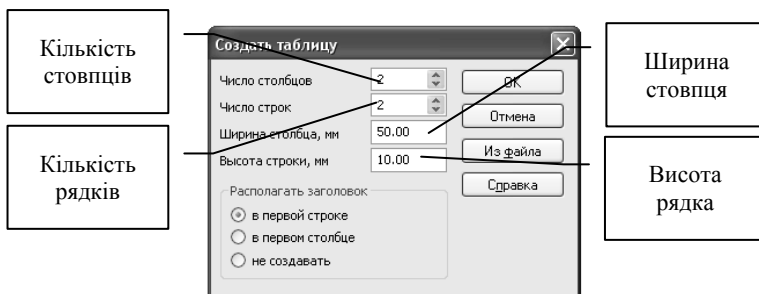 Кількість
стовпців
Кількість
рядків
Создать таблицу
Число столбцов 2
Число строк 2
Ширина столбца, мм 50.00
Высота строки, мм 10.00
Располагать заголовок
в первой строке
в первом столбце
не создавать
OK
Отмена
Из файла
Справка
Ширина
стовпця
Висота
рядка